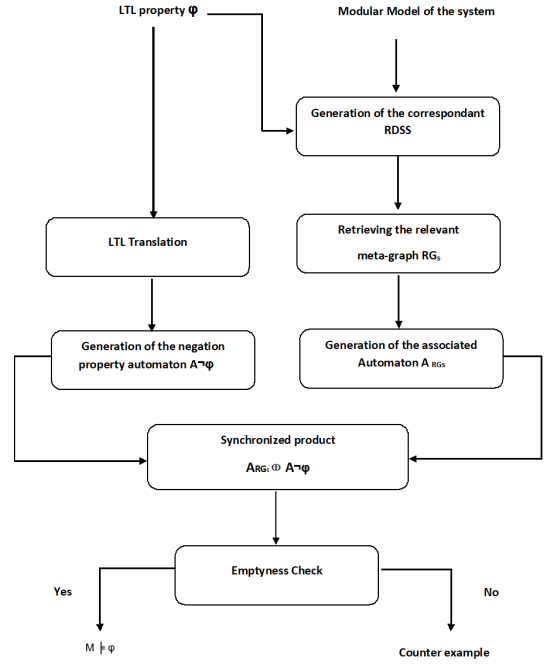 LTL property φ
Modular Model of the system
Generation of the correspondant
RDSS
LTL Translation
Retrieving the relevant
meta-graph RGs
Generation of the negation
property automaton A¬φ
Generation of the associated
Automaton A RGs
Synchronized product
ARGs ⊕ A¬φ
Emptyness Check
Yes
No
M ⊧ φ
Counter example